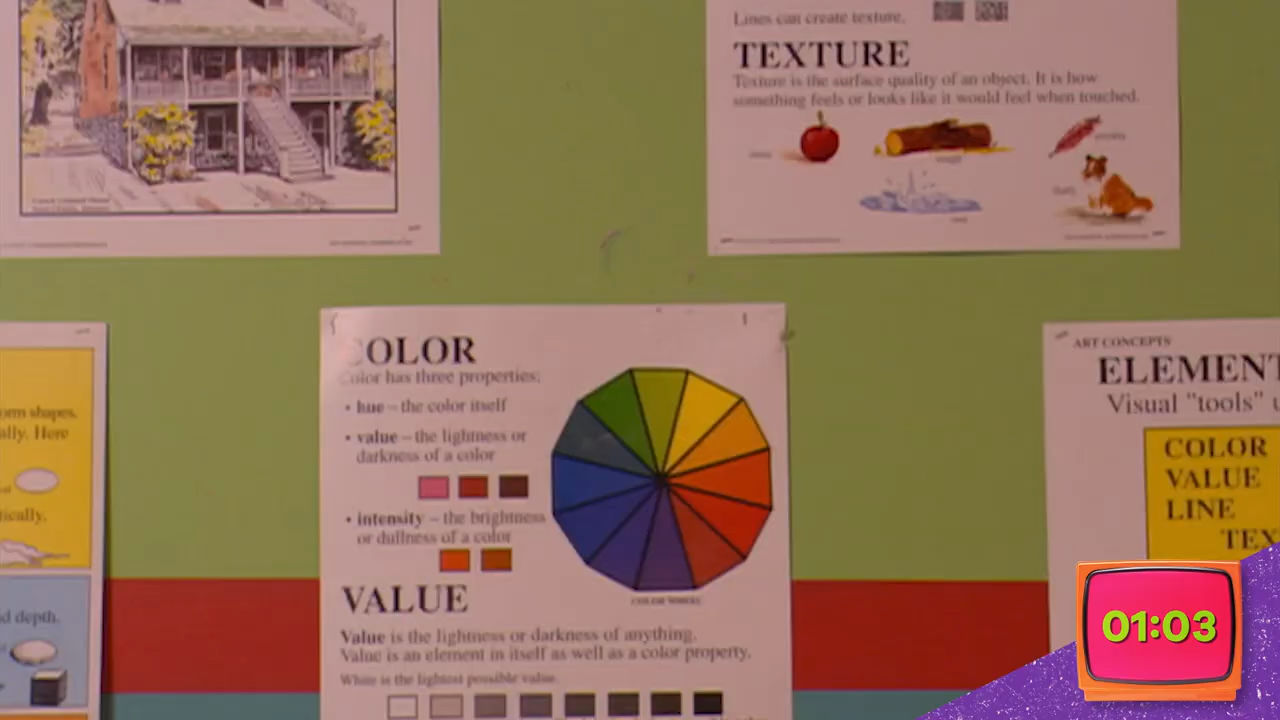 Lines can create texture.
TEXTURE
Texture is the surface quality of an object. It is how
something feels or looks like it would feel when touched.
COLOR
Color has three properties:
• hue – the color itself
• value – the lightness or
darkness of a color
• intensity – the brightness
or dullness of a color
COLOR WHEEL
VALUE
Value is the lightness or darkness of anything.
Value is an element in itself as well as a color property.
White is the lightest possible value.
orm shapes.
ally. Here
tically.
d depth.
ART CONCEPTS
ELEMENT
Visual "tools" u
COLOR
VALUE
LINE
TEX
01:03